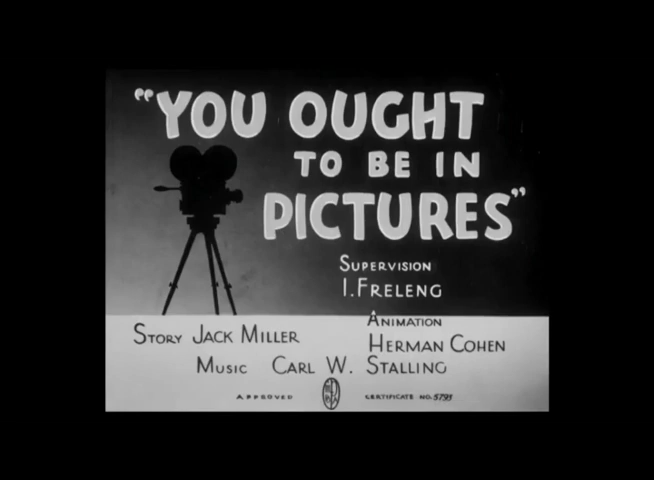 "YOU OUGHT
TO BE IN
PICTURES"
SUPERVISION
I. FRELENG
STORY JACK MILLER
ANIMATION
HERMAN COHEN
MUSIC CARL W. STALLING
APPROVED
CERTIFICATE NO. 5793